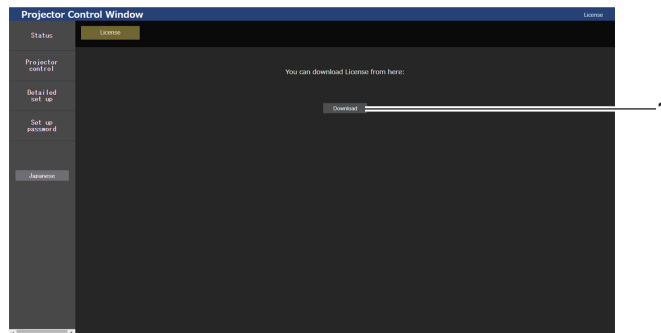 Projector Control Window
License
Status
License
Projector
control
You can download License from here:
Detailed
set up
Download
1
Set up
password
Japanese